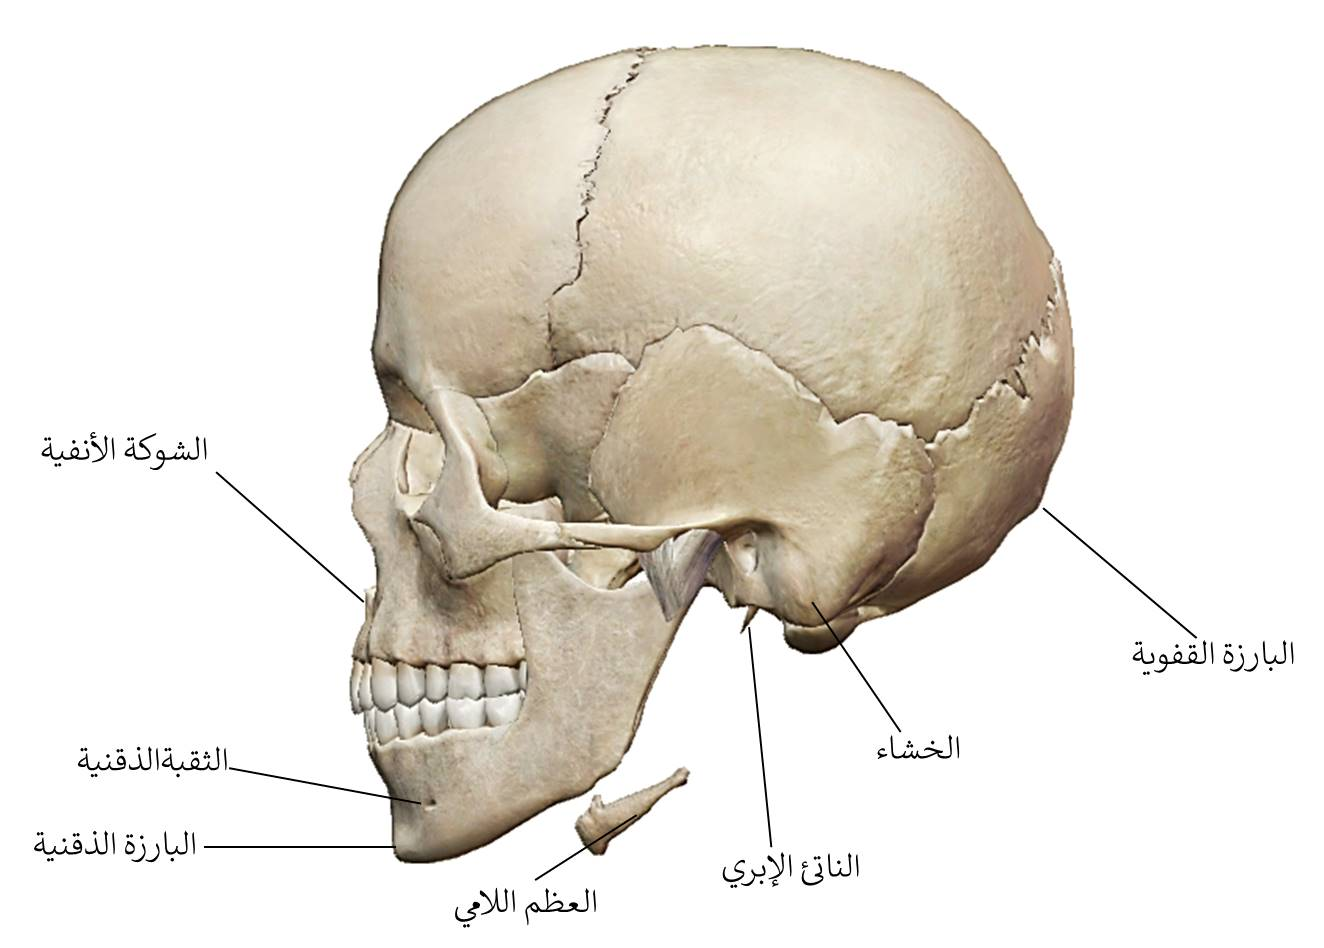 الشوكة الأنفية
البارزة القفوية
الخشاء
الثقبةالذقنية
البارزة الذقنية
الناتئ الإبري
العظم اللامي